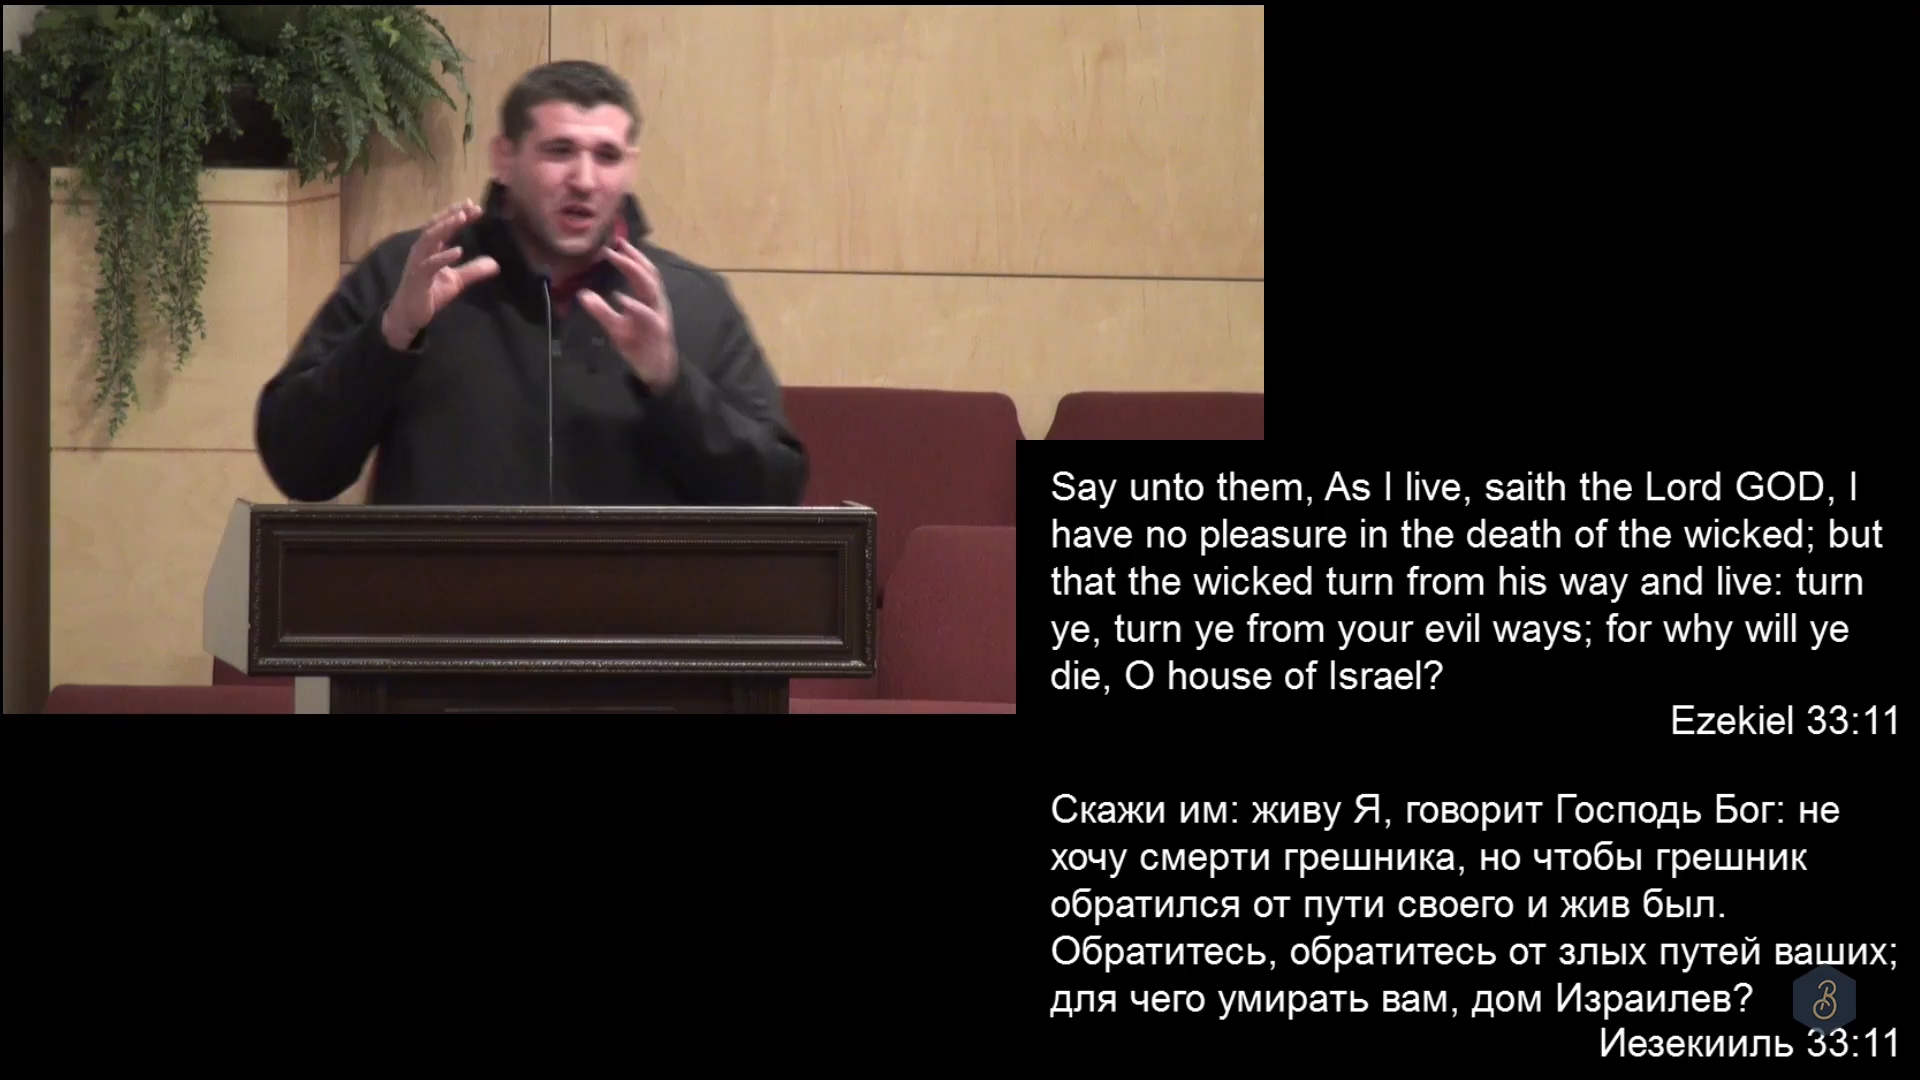 Say unto them, As I live, saith the Lord GOD, I
have no pleasure in the death of the wicked; but
that the wicked turn from his way and live: turn
ye, turn ye from your evil ways; for why will ye
die, O house of Israel?
Ezekiel 33:11
Скажи им: живу Я, говорит Господь Бог: не
хочу смерти грешника, но чтобы грешник
обратился от пути своего и жив был.
Обратитесь, обратитесь от злых путей ваших;
для чего умирать вам, дом Израилев?
B
Иезекииль 33:11